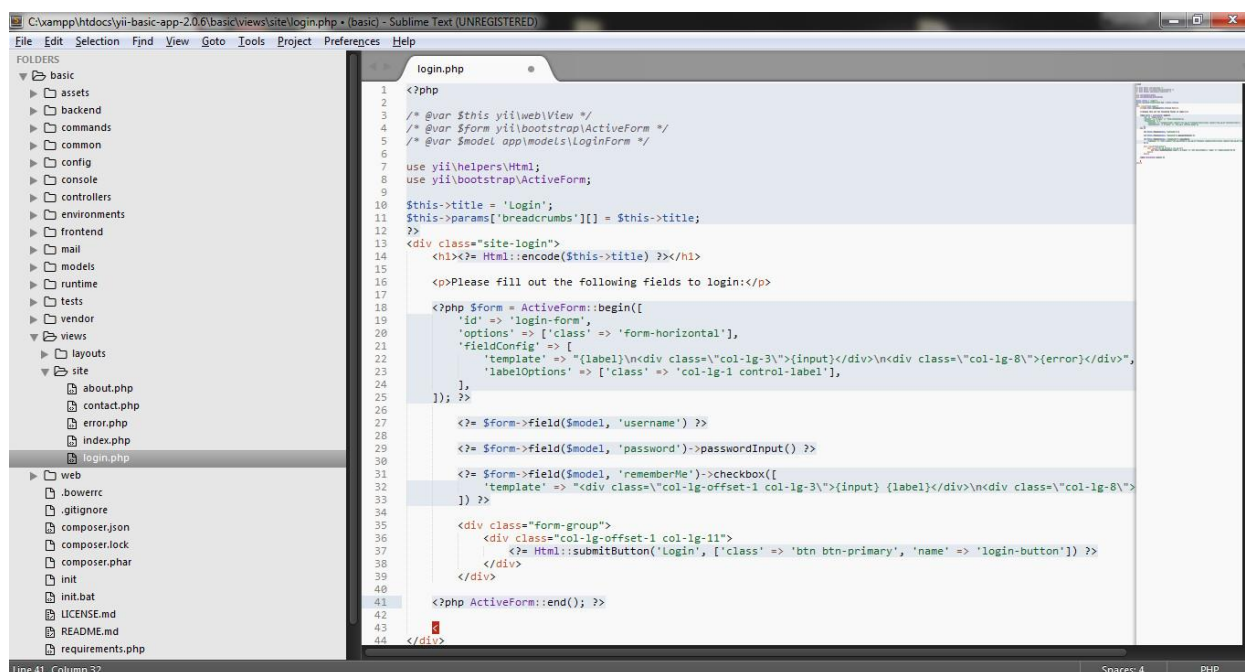 C:\xampp\htdocs\yii-basic-app-2.0.6\basic\views\site\login.php • (basic) - Sublime Text (UNREGISTERED)
File Edit Selection Find View Goto Tools Project Preferences Help
FOLDERS
basic
assets
backend
commands
common
config
console
controllers
environments
frontend
mail
models
runtime
tests
vendor
views
layouts
site
about.php
contact.php
error.php
index.php
login.php
web
.bowerrc
.gitignore
composer.json
composer.lock
composer.phar
init
init.bat
LICENSE.md
README.md
requirements.php
login.php
1 <?php
2
3 /* @var $this yii\web\View */
4 /* @var $form yii\bootstrap\ActiveForm */
5 /* @var $model app\models\LoginForm */
6
7 use yii\helpers\Html;
8 use yii\bootstrap\ActiveForm;
9
10 $this->title = 'Login';
11 $this->params['breadcrumbs'][] = $this->title;
12 ?>
13 <div class="site-login">
14 <h1><?= Html::encode($this->title) ?></h1>
15
16 <p>Please fill out the following fields to login:</p>
17
18 <?php $form = ActiveForm::begin([
19 'id' => 'login-form',
20 'options' => ['class' => 'form-horizontal'],
21 'fieldConfig' => [
22 'template' => "{label}\n<div class=\"col-lg-3\">{input}</div>\n<div class=\"col-lg-8\">{error}</div>",
23 'labelOptions' => ['class' => 'col-lg-1 control-label'],
24 ],
25 ]); ?>
26
27 <?= $form->field($model, 'username') ?>
28
29 <?= $form->field($model, 'password')->passwordInput() ?>
30
31 <?= $form->field($model, 'rememberMe')->checkbox([
32 'template' => "<div class=\"col-lg-offset-1 col-lg-3\">{input} {label}</div>\n<div class=\"col-lg-8\">
33 ]) ?>
34
35 <div class="form-group">
36 <div class="col-lg-offset-1 col-lg-11">
37 <?= Html::submitButton('Login', ['class' => 'btn btn-primary', 'name' => 'login-button']) ?>
38 </div>
39 </div>
40
41 <?php ActiveForm::end(); ?>
42
43 <
44 </div>
Line 41, Column 32
Spaces: 4 PHP